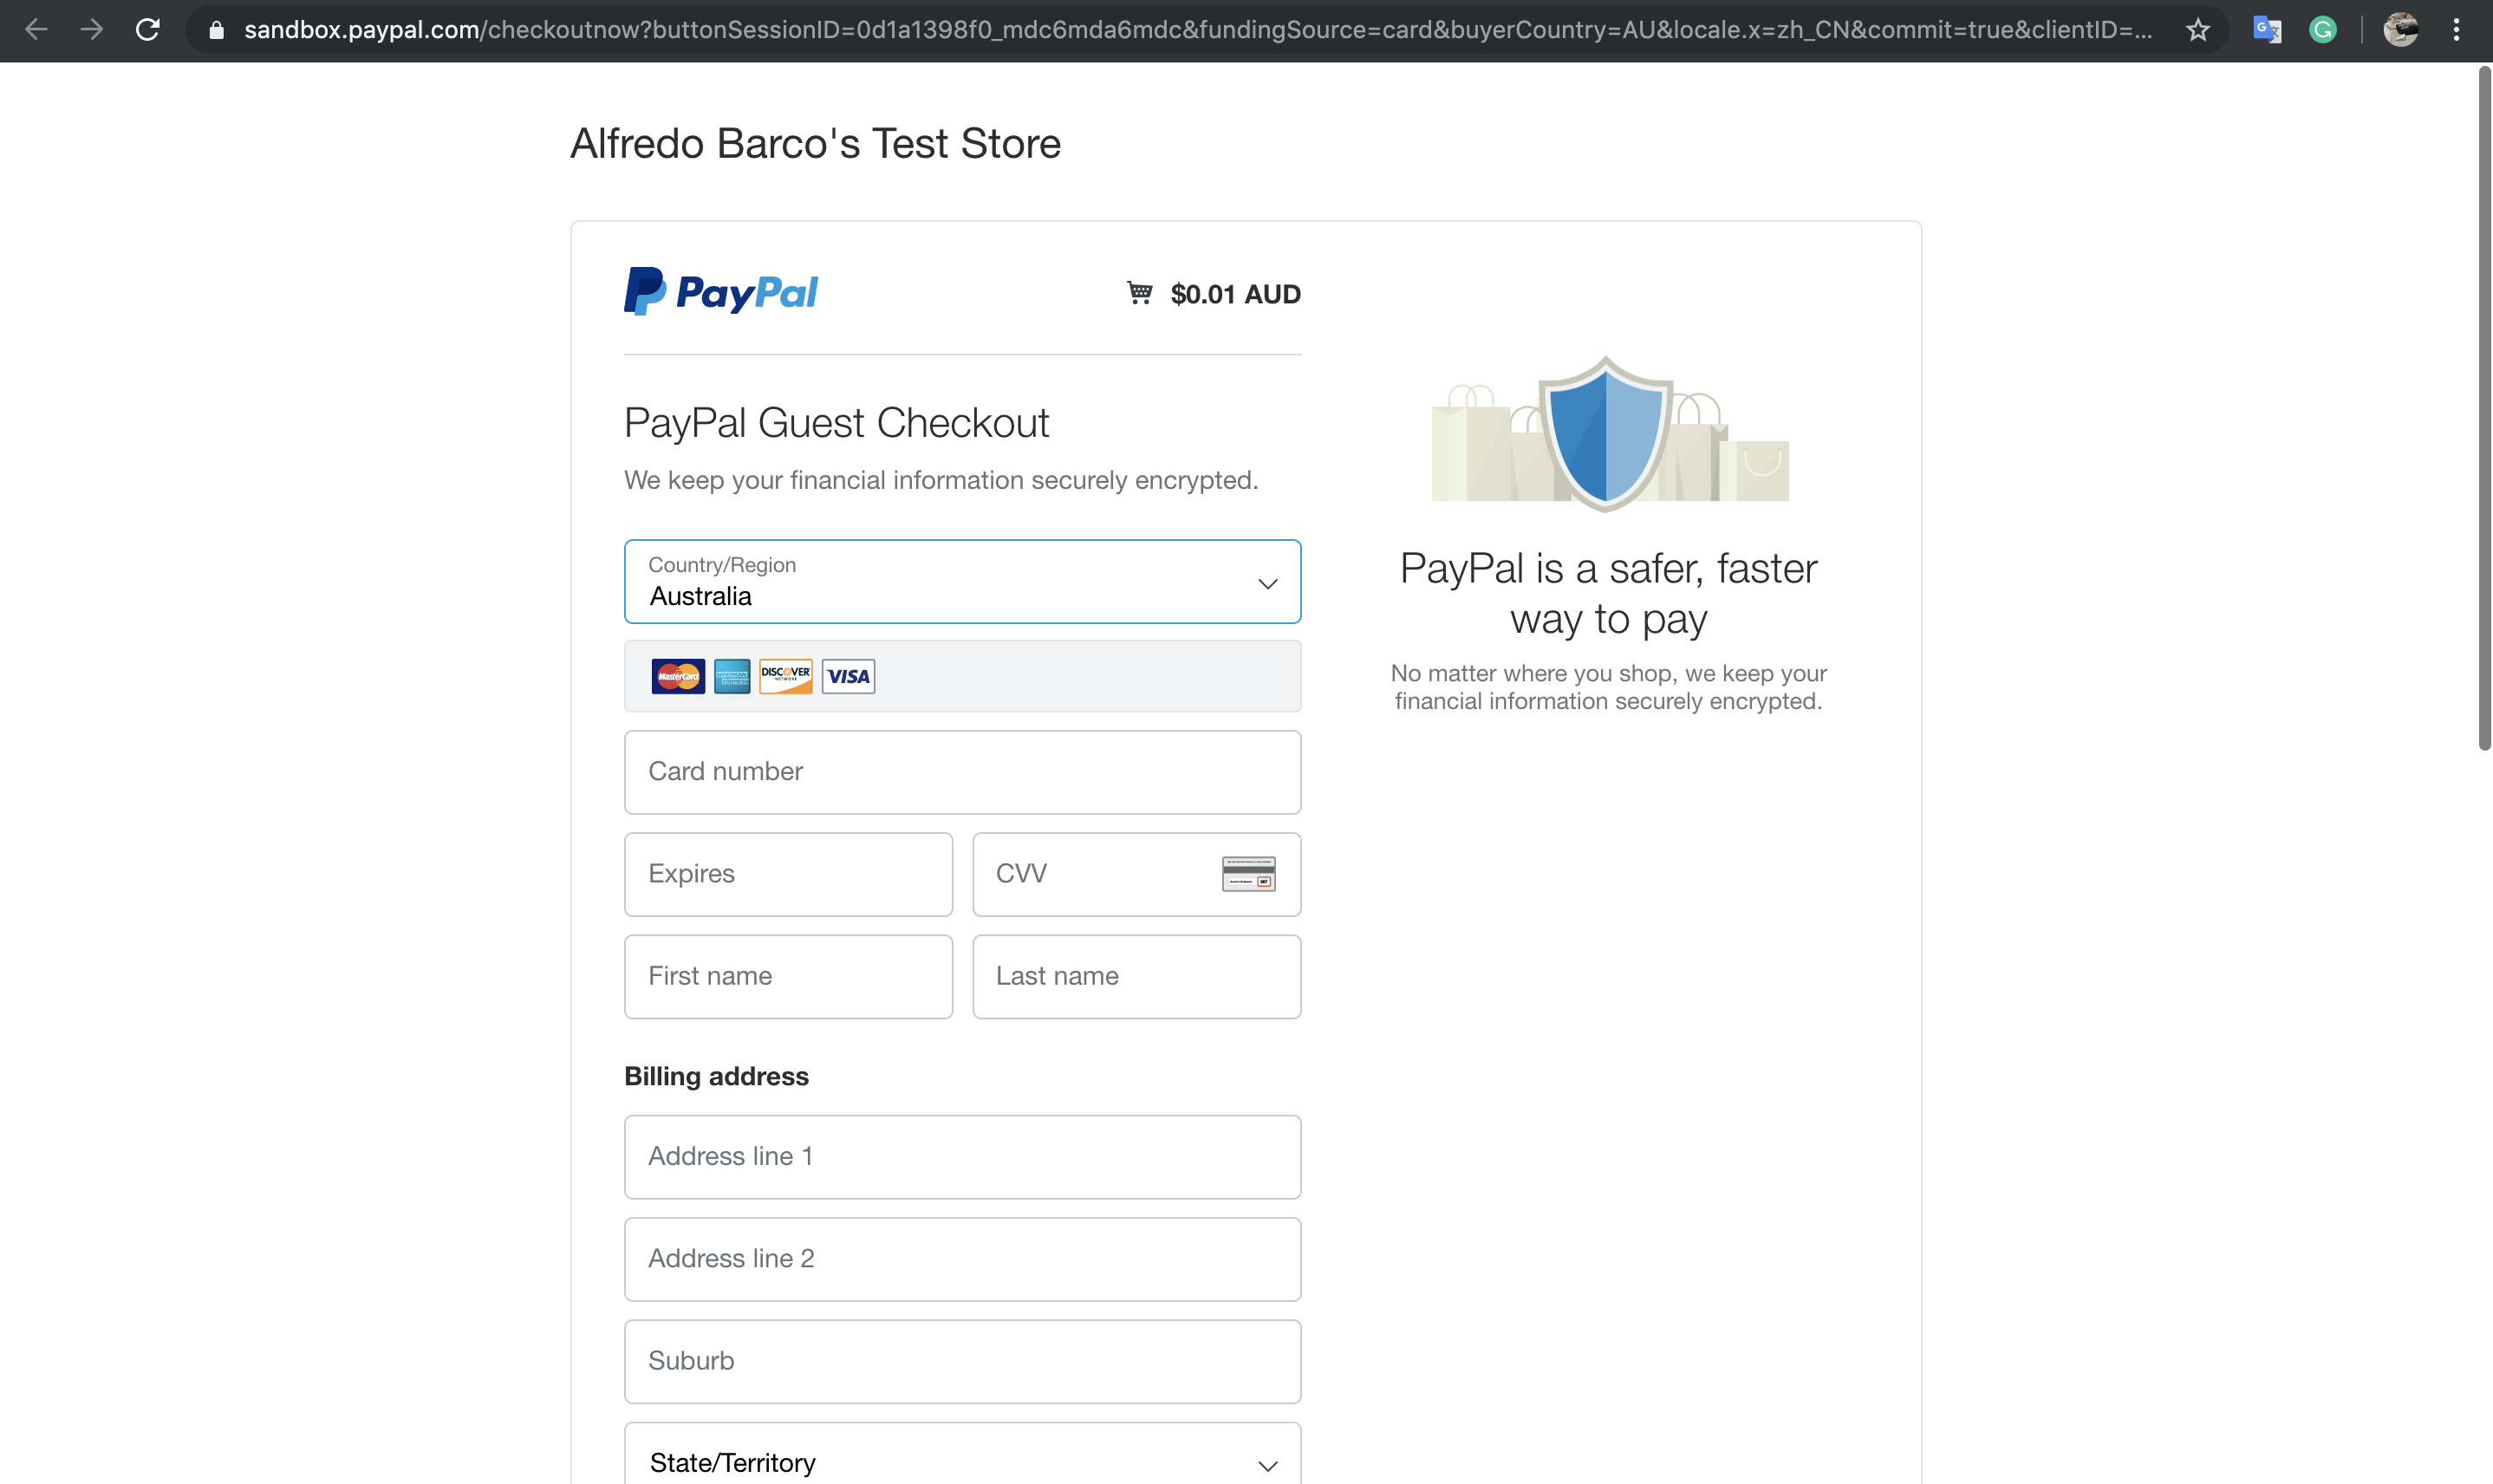 sandbox.paypal.com/checkoutnow?buttonSessionID=0d1a1398f0_mdc6mda6mdc&fundingSource=card&buyerCountry=AU&locale.x=zh_CN&commit=true&clientID=...
Alfredo Barco's Test Store
PayPal
$0.01 AUD
PayPal Guest Checkout
We keep your financial information securely encrypted.
Country/Region
Australia
MasterCard AMERICAN EXPRESS DISCOVER NETWORK VISA
Card number
Expires
CVV
First name
Last name
Billing address
Address line 1
Address line 2
Suburb
State/Territory
PayPal is a safer, faster
way to pay
No matter where you shop, we keep your
financial information securely encrypted.